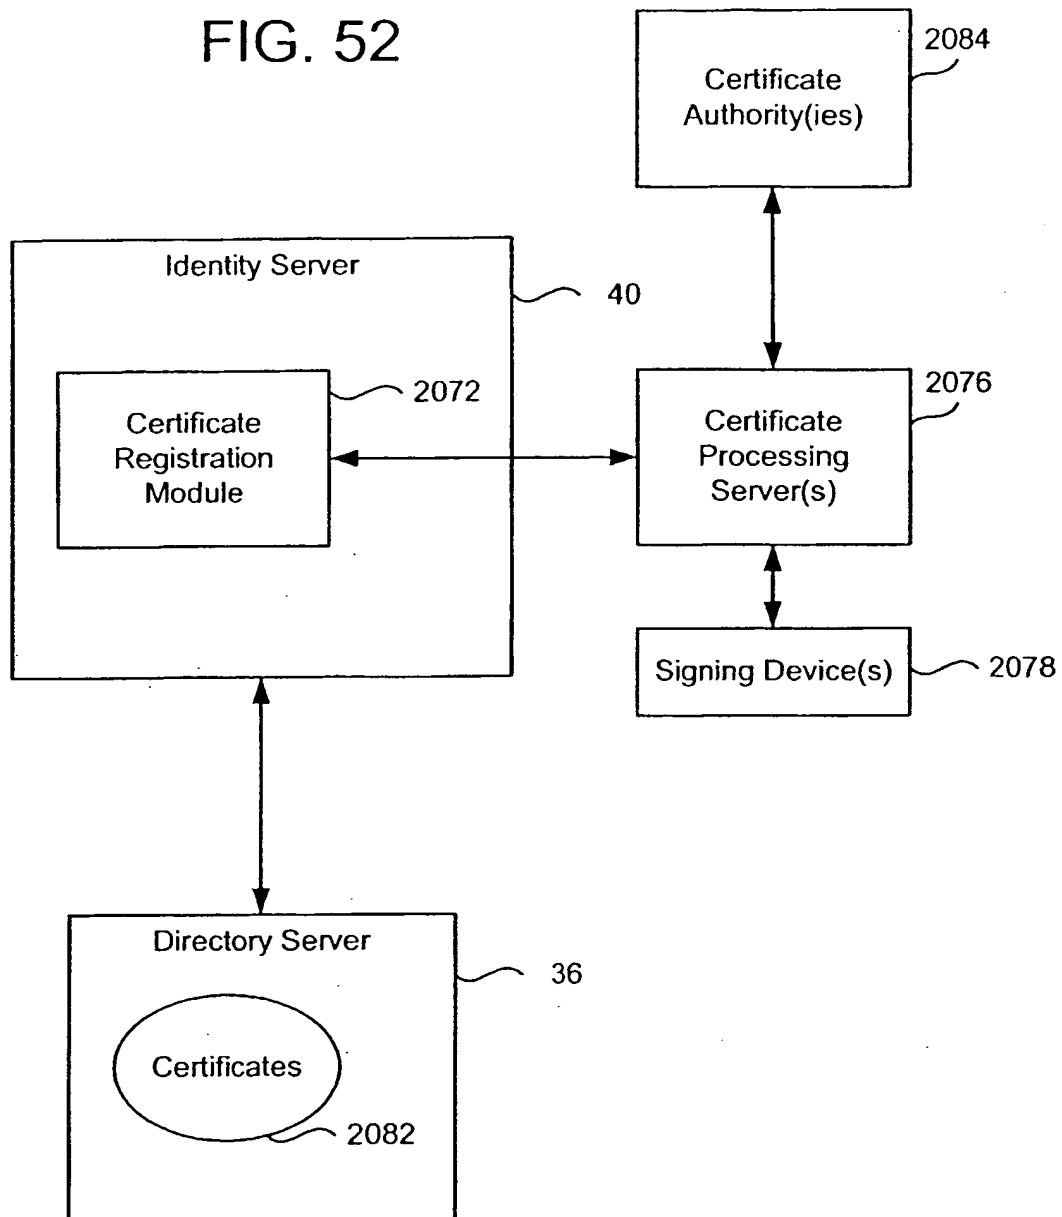 FIG. 52
2084
Certificate
Authority(ies)
Identity Server
40
2072
Certificate
Registration
Module
2076
Certificate
Processing
Server(s)
Signing Device(s)
2078
Directory Server
36
Certificates
2082